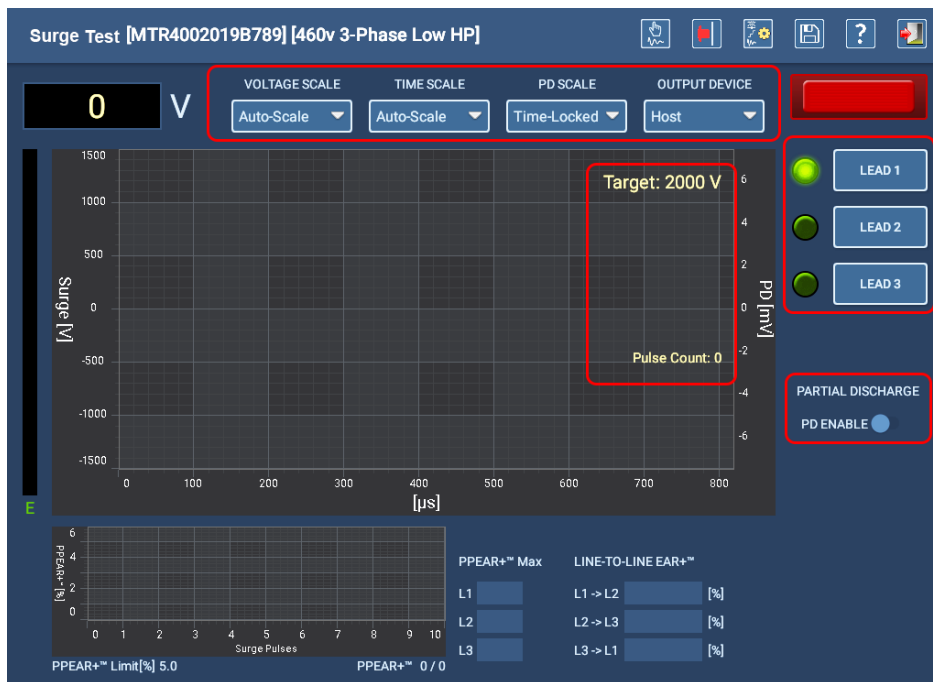 Surge Test [MTR4002019B789] [460v 3-Phase Low HP]
?
0 V
VOLTAGE SCALE TIME SCALE PD SCALE OUTPUT DEVICE
Auto-Scale Auto-Scale Time-Locked Host
LEAD 1
LEAD 2
LEAD 3
Target: 2000 V
Pulse Count: 0
Surge [V]
1500
1000
500
0
-500
-1000
-1500
PD [mV]
6
4
2
0
-2
-4
-6
0 100 200 300 400 500 600 700 800
[µs]
E
PARTIAL DISCHARGE
PD ENABLE
PPEAR+™[%]
6
4
2
0
0 1 2 3 4 5 6 7 8 9 10
Surge Pulses
PPEAR+™ Limit[%] 5.0 PPEAR+™ 0 / 0
PPEAR+™ Max LINE-TO-LINE EAR+™
L1 L1 -> L2 [%]
L2 L2 -> L3 [%]
L3 L3 -> L1 [%]